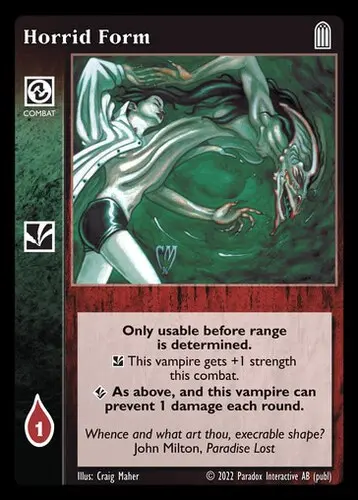 Horrid Form
COMBAT
CM
Only usable before range
is determined.
This vampire gets +1 strength
this combat.
As above, and this vampire can
prevent 1 damage each round.
Whence and what art thou, execrable shape?
John Milton, Paradise Lost
1
Illus: Craig Maher
© 2022 Paradox Interactive AB (publ)